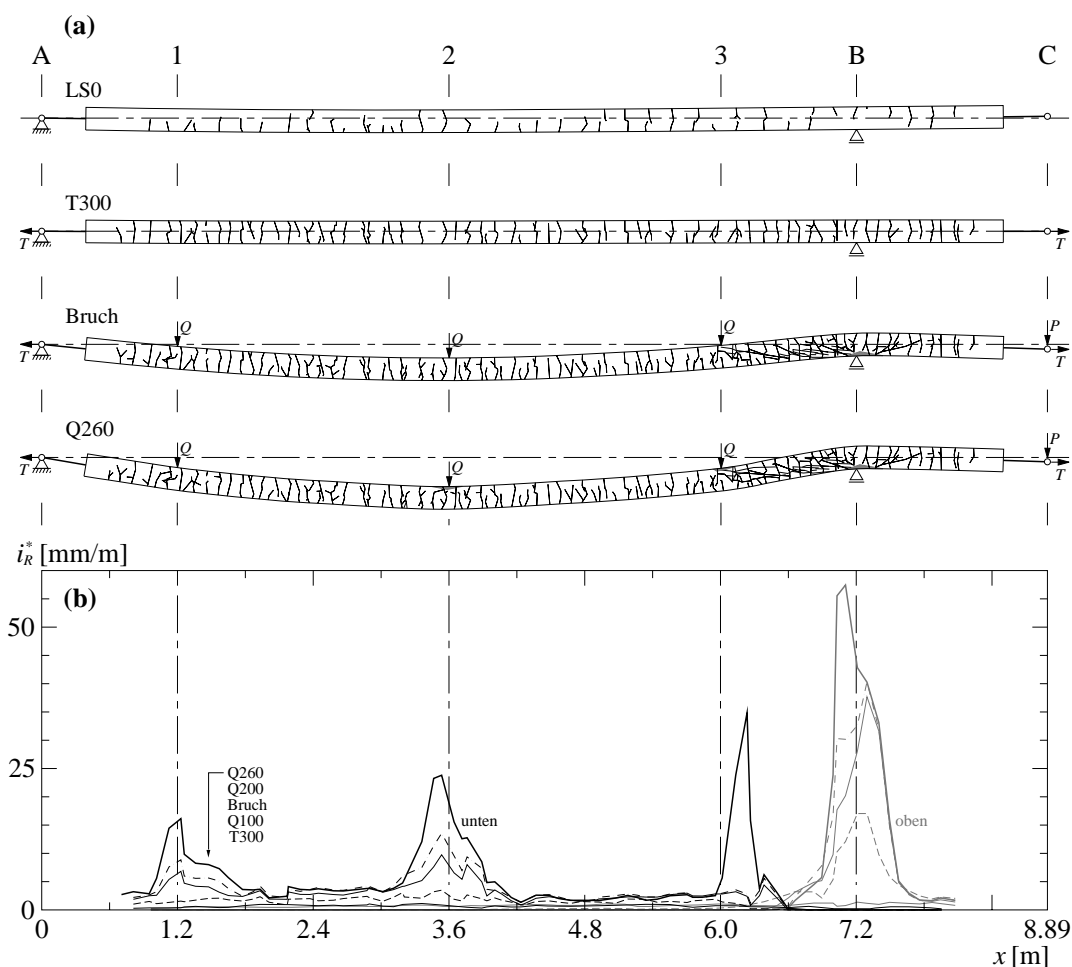 (a)
A 1 2 3 B C
LS0
T300
T T
Bruch
Q Q Q P
T T
Q260
Q Q Q P
T T
i*R [mm/m]
(b)
50
25
0
Q260
Q200
Bruch
Q100
T300
unten
oben
0 1.2 2.4 3.6 4.8 6.0 7.2 8.89
x [m]